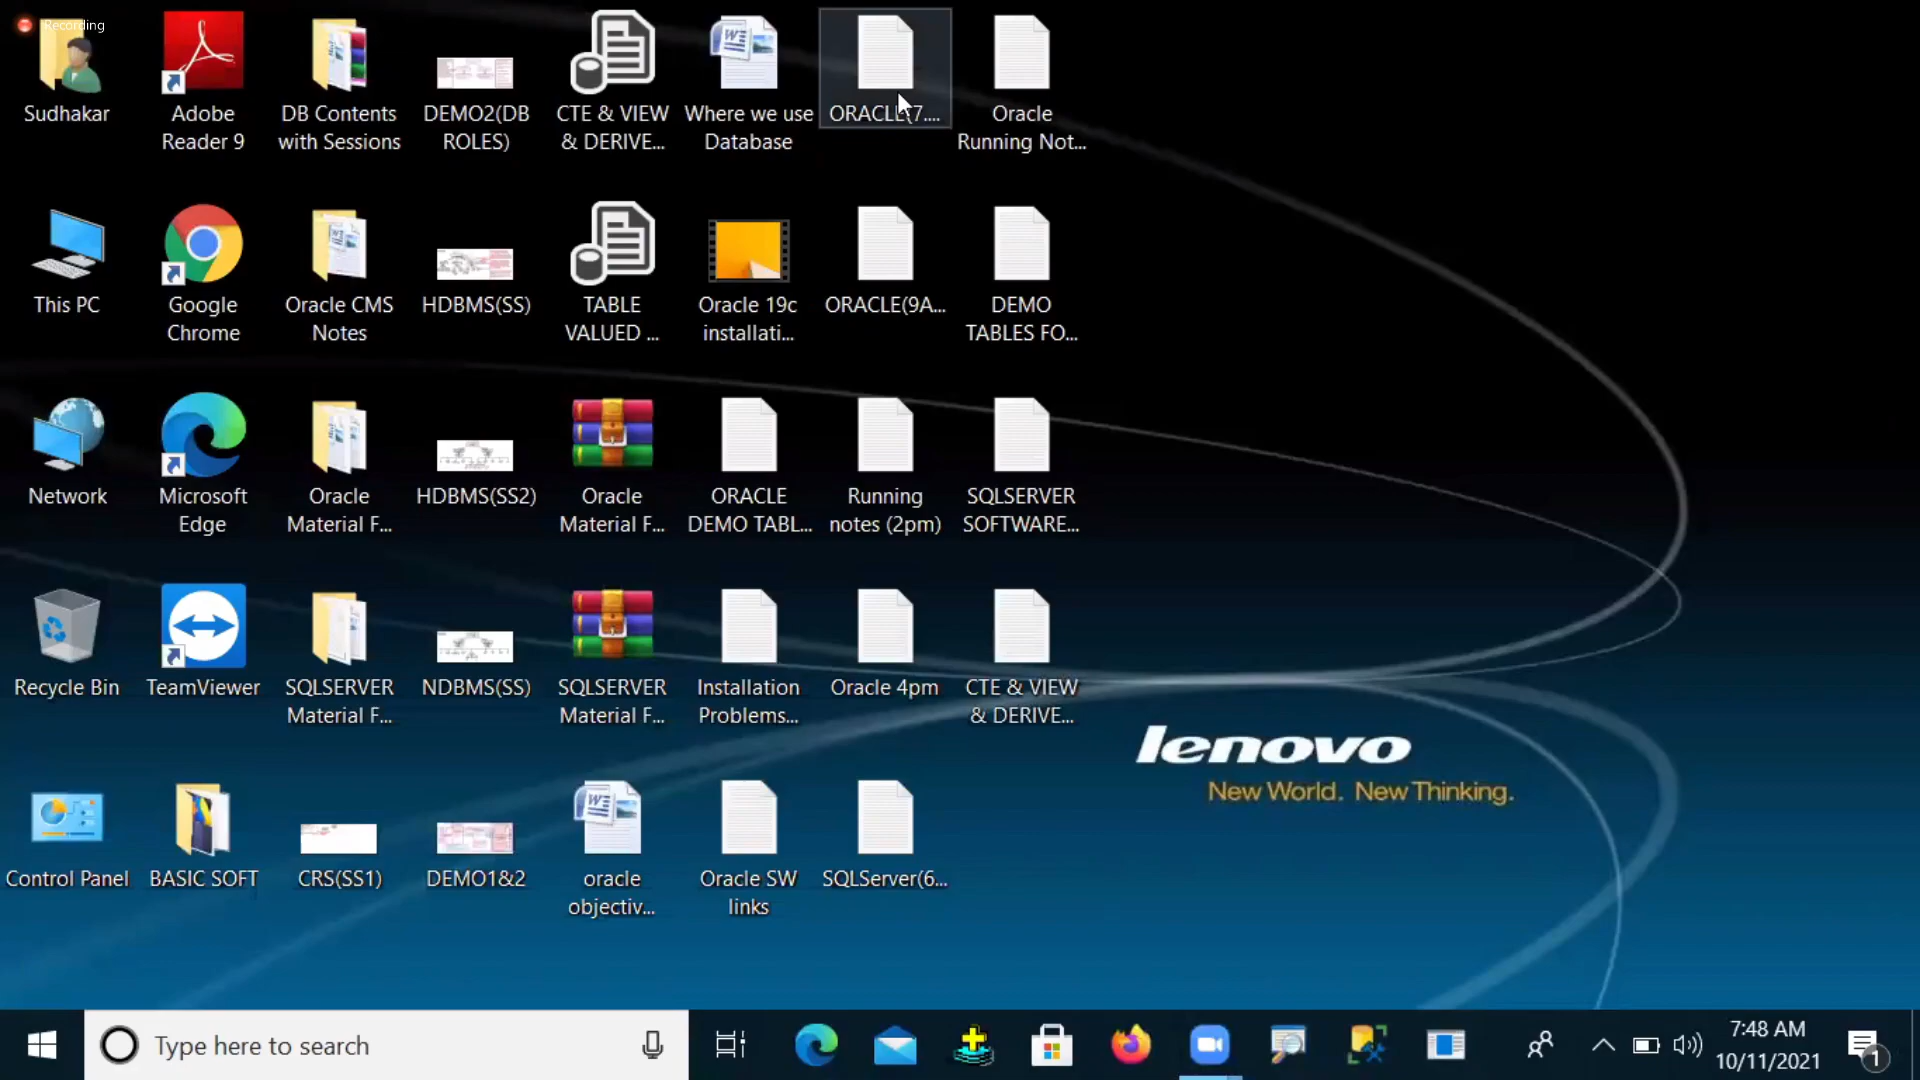 Recording
Sudhakar
Adobe
Reader 9
DB Contents
with Sessions
DEMO2(DB
ROLES)
CTE & VIEW
& DERIVE...
Where we use
Database
ORACLE(7....
Oracle
Running Not...
This PC
Google
Chrome
Oracle CMS
Notes
HDBMS(SS)
TABLE
VALUED ...
Oracle 19c
installati...
ORACLE(9A...
DEMO
TABLES FO...
Network
Microsoft
Edge
Oracle
Material F...
HDBMS(SS2)
Oracle
Material F...
ORACLE
DEMO TABL...
Running
notes (2pm)
SQLSERVER
SOFTWARE...
Recycle Bin
TeamViewer
SQLSERVER
Material F...
NDBMS(SS)
SQLSERVER
Material F...
Installation
Problems...
Oracle 4pm
CTE & VIEW
& DERIVE...
lenovo
New World. New Thinking.
Control Panel
BASIC SOFT
CRS(SS1)
DEMO1&2
oracle
objectiv...
Oracle SW
links
SQLServer(6...
Type here to search
7:48 AM
10/11/2021
1